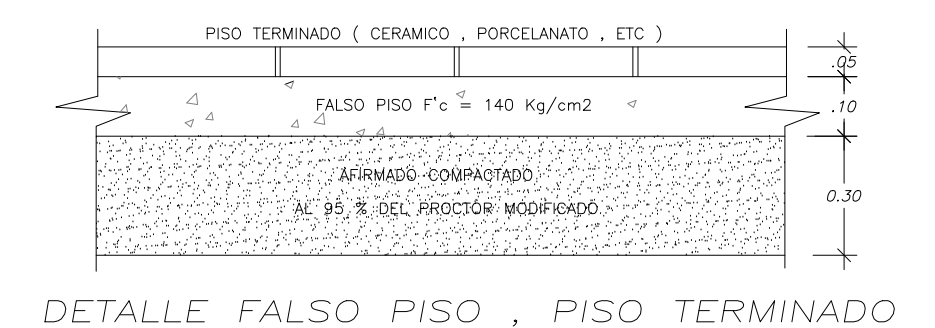 PISO TERMINADO ( CERAMICO , PORCELANATO , ETC )
.05
FALSO PISO F'c = 140 Kg/cm2
.10
AFIRMADO COMPACTADO
AL 95 % DEL PROCTOR MODIFICADO
0.30
DETALLE FALSO PISO , PISO TERMINADO